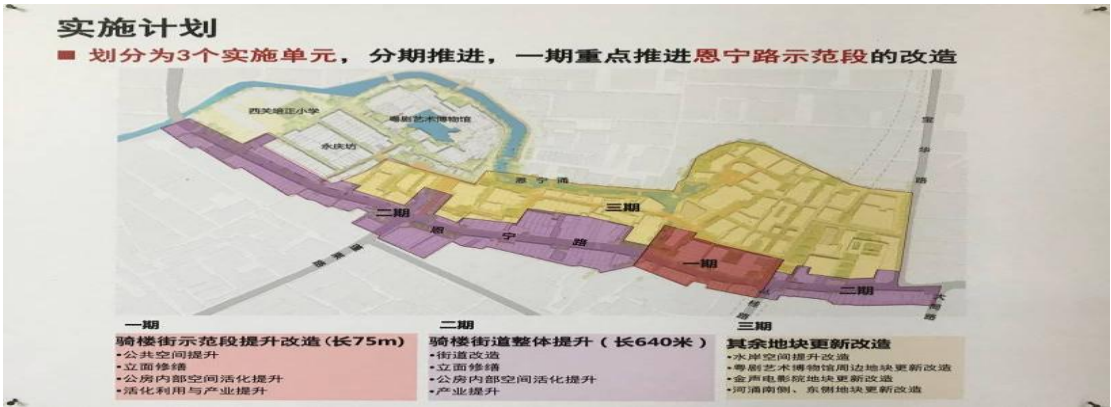 实施计划
■ 划分为3个实施单元，分期推进，一期重点推进恩宁路示范段的改造
西关培正小学
粤剧艺术博物馆
永庆坊
宝华路
恩宁涌
三期
二期
恩宁路
一期
二期
一期
骑楼街示范段提升改造(长75m)
•公共空间提升
•立面修缮
•公房内部空间活化提升
•活化利用与产业提升
二期
骑楼街道整体提升（长640米）
•街道改造
•立面修缮
•公房内部空间活化提升
•产业提升
三期
其余地块更新改造
•水岸空间提升改造
•粤剧艺术博物馆周边地块更新改造
•金声电影院地块更新改造
•河涌南侧、东侧地块更新改造